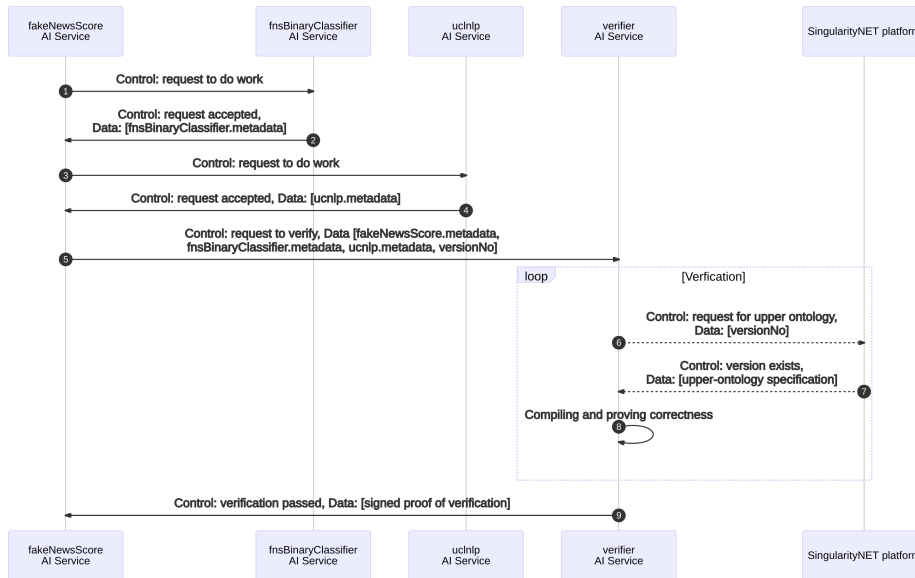 fakeNewsScore
AI Service
fnsBinaryClassifier
AI Service
uclnlp
AI Service
verifier
AI Service
SingularityNET platform
Control: request to do work
1
Control: request accepted,
Data: [fnsBinaryClassifier.metadata]
2
Control: request to do work
3
Control: request accepted, Data: [ucnlp.metadata]
4
Control: request to verify, Data [fakeNewsScore.metadata,
fnsBinaryClassifier.metadata, ucnlp.metadata, versionNo]
5
loop
[Verfication]
Control: request for upper ontology,
Data: [versionNo]
6
Control: version exists,
Data: [upper-ontology specification]
7
Compiling and proving correctness
8
Control: verification passed, Data: [signed proof of verification]
9
fakeNewsScore
AI Service
fnsBinaryClassifier
AI Service
uclnlp
AI Service
verifier
AI Service
SingularityNET platform